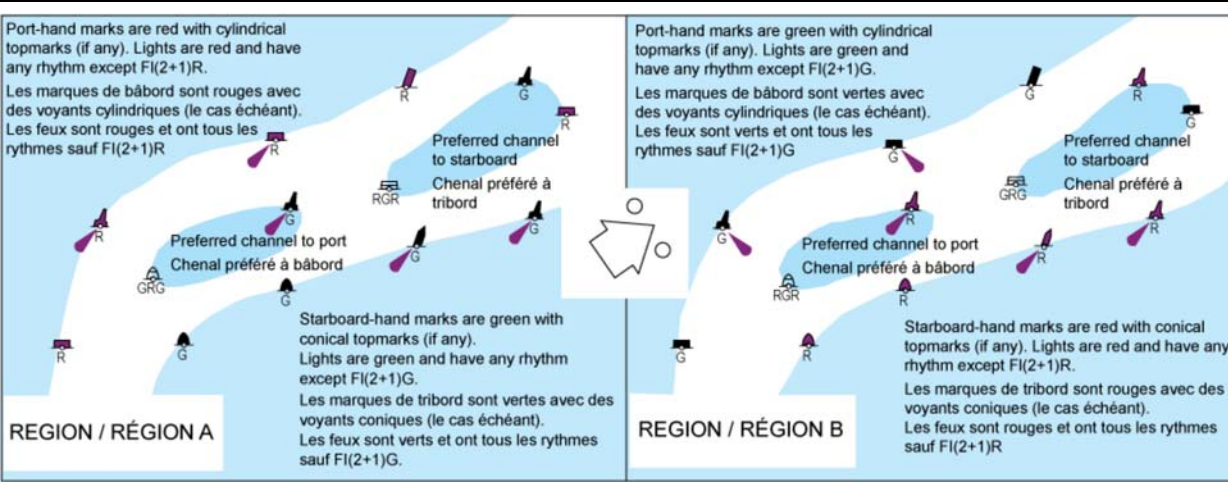 Port-hand marks are red with cylindrical
topmarks (if any). Lights are red and have
any rhythm except Fl(2+1)R.
Les marques de bâbord sont rouges avec
des voyants cylindriques (le cas échéant).
Les feux sont rouges et ont tous les
rythmes sauf Fl(2+1)R
R
G
R
R
Preferred channel
to starboard
Chenal préféré à
tribord
RGR
R
G
G
G
Preferred channel to port
Chenal préféré à bâbord
GRG
G
R
G
Starboard-hand marks are green with
conical topmarks (if any).
Lights are green and have any rhythm
except Fl(2+1)G.
Les marques de tribord sont vertes avec des
voyants coniques (le cas échéant).
Les feux sont verts et ont tous les rythmes
sauf Fl(2+1)G.
REGION / RÉGION A
Port-hand marks are green with cylindrical
topmarks (if any). Lights are green and
have any rhythm except Fl(2+1)G.
Les marques de bâbord sont vertes avec
des voyants cylindriques (le cas échéant).
Les feux sont verts et ont tous les
rythmes sauf Fl(2+1)G
G
R
G
G
Preferred channel
to starboard
Chenal préféré à
tribord
GRG
G
R
R
R
Preferred channel to port
Chenal préféré à bâbord
RGR
R
G
R
Starboard-hand marks are red with conical
topmarks (if any). Lights are red and have any
rhythm except Fl(2+1)R.
Les marques de tribord sont rouges avec des
voyants coniques (le cas échéant).
Les feux sont rouges et ont tous les rythmes
sauf Fl(2+1)R
REGION / RÉGION B